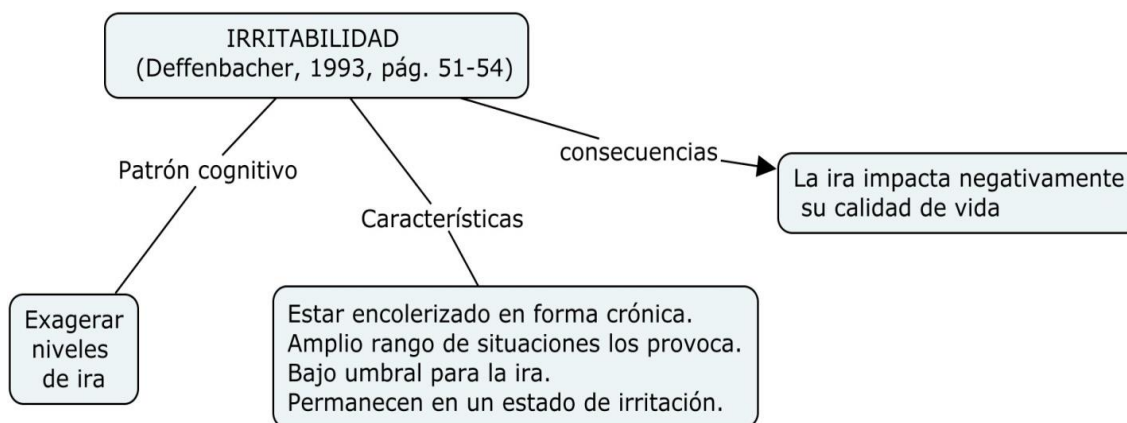 IRRITABILIDAD
(Deffenbacher, 1993, pág. 51-54)
Patrón cognitivo
consecuencias
La ira impacta negativamente
su calidad de vida
Características
Exagerar
niveles
de ira
Estar encolerizado en forma crónica.
Amplio rango de situaciones los provoca.
Bajo umbral para la ira.
Permanecen en un estado de irritación.